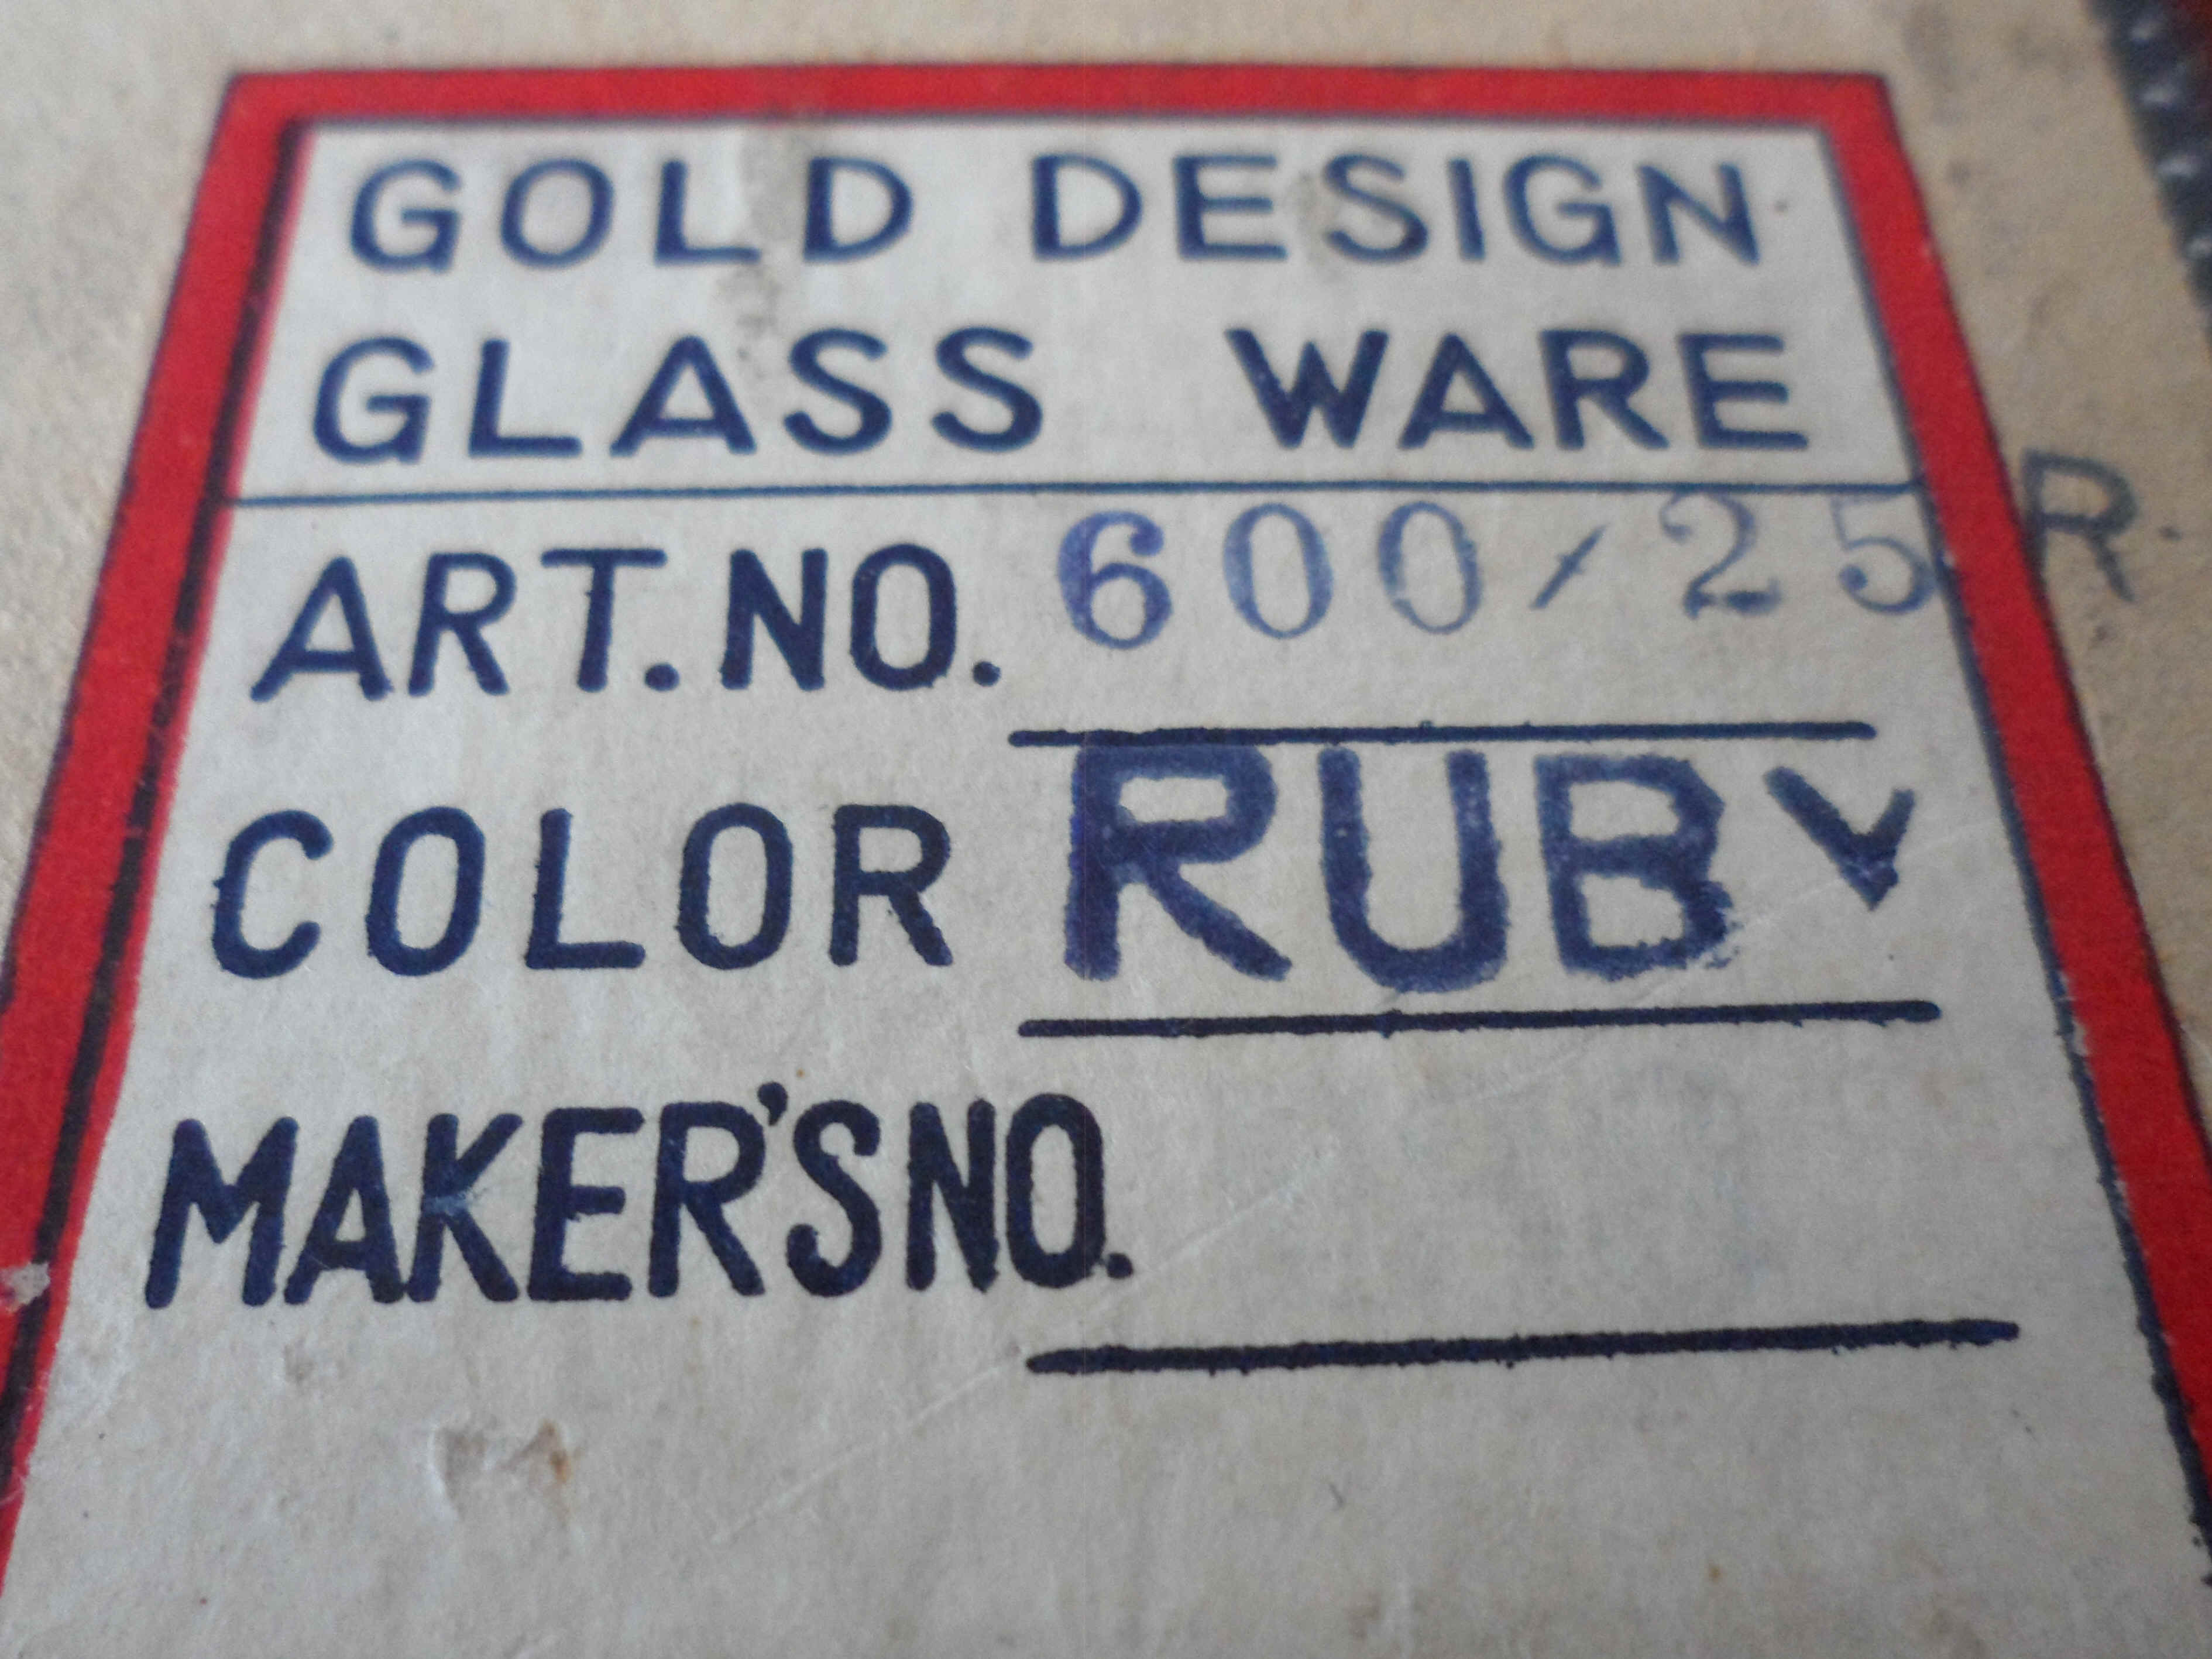 GOLD DESIGN
GLASS WARE
ART.NO. 600/25 R
COLOR RUBY
MAKER'S NO.